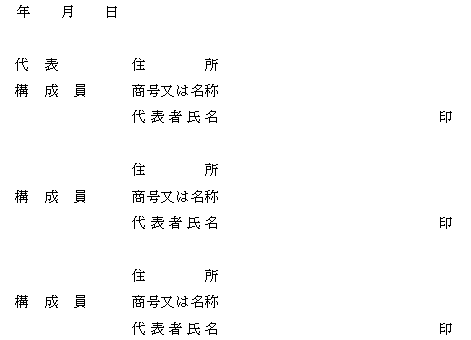 年　月　日
代　表　　住　　所
構　成　員　　商号又は名称
代表者氏名　　印
住　　所
構　成　員　　商号又は名称
代表者氏名　　印
住　　所
構　成　員　　商号又は名称
代表者氏名　　印